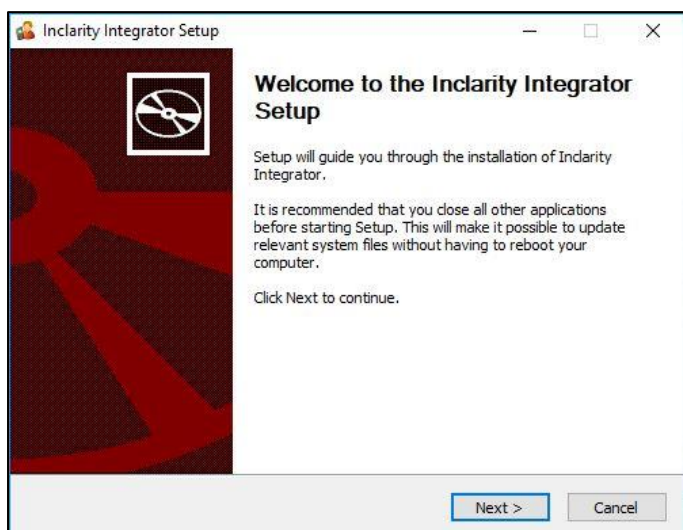 Inclarity Integrator Setup
Welcome to the Inclarity Integrator
Setup
Setup will guide you through the installation of Inclarity
Integrator.
It is recommended that you close all other applications
before starting Setup. This will make it possible to update
relevant system files without having to reboot your
computer.
Click Next to continue.
Next >
Cancel